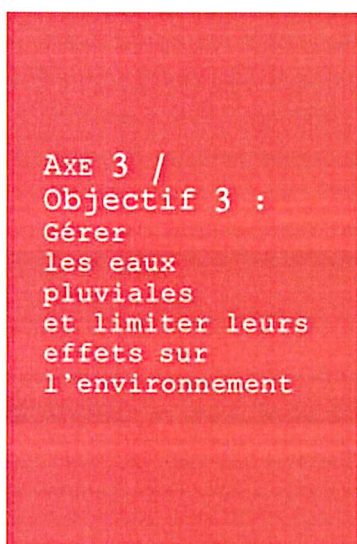 AXE 3 /
Objectif 3 :
Gérer
les eaux
pluviales
et limiter leurs
effets sur
l'environnement